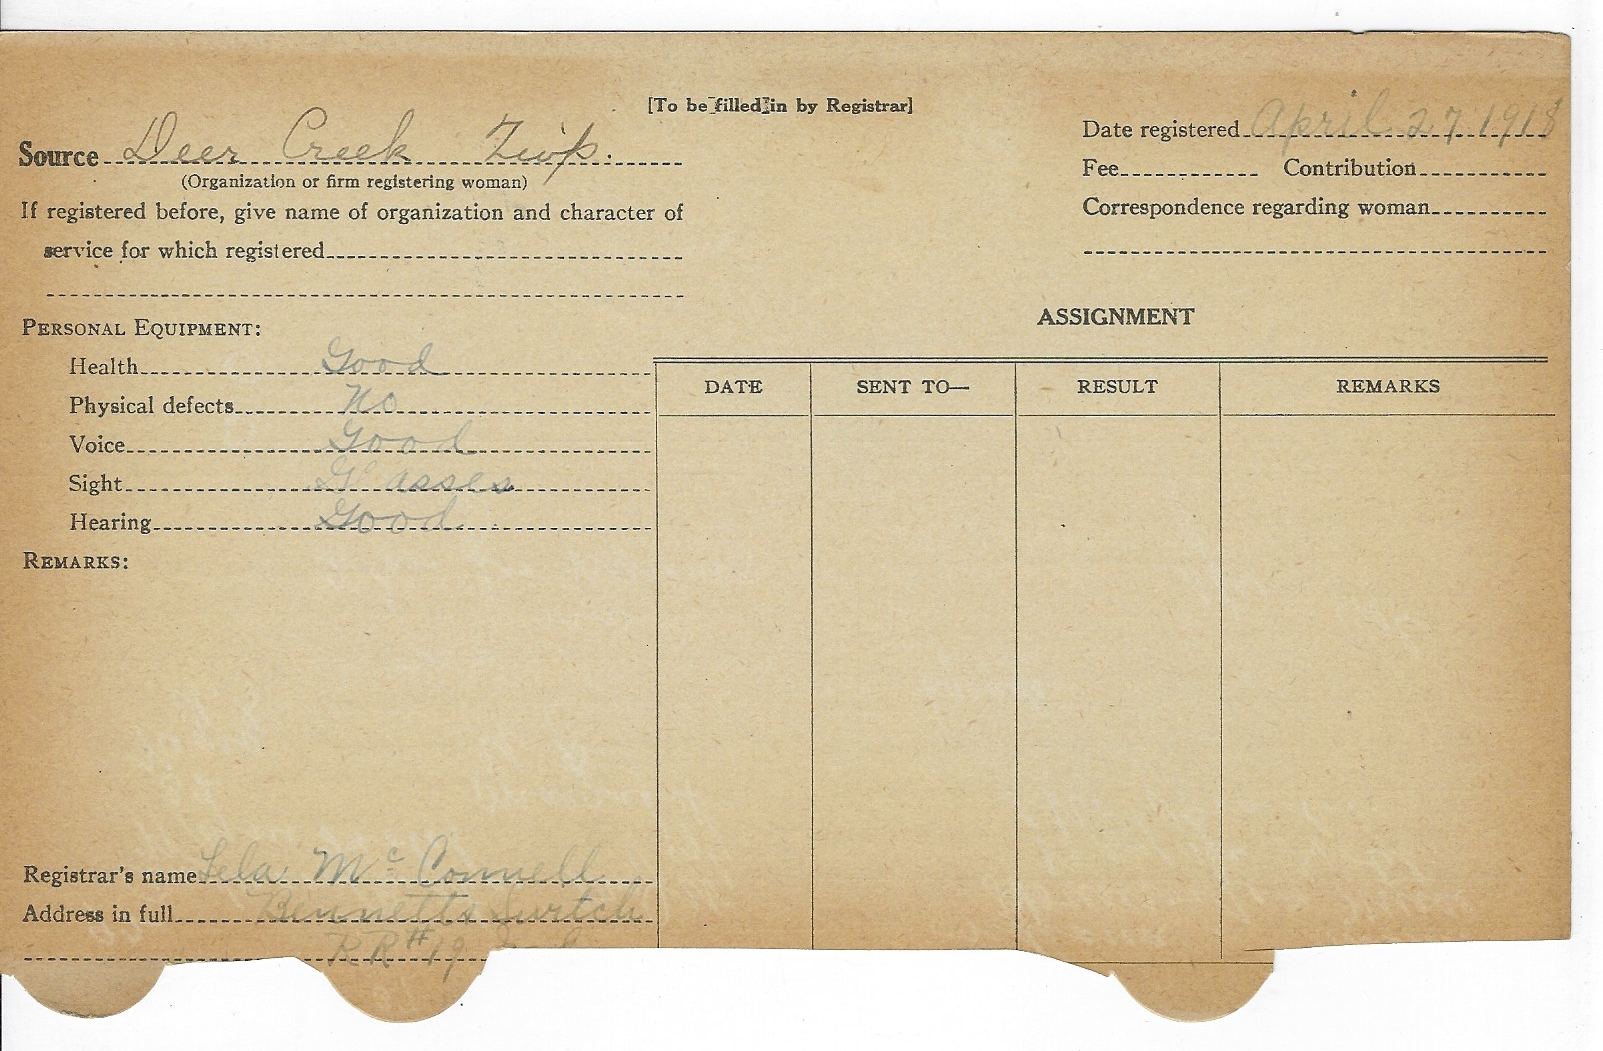 [To be filled in by Registrar]
Source Deer Creek Twp.
(Organization or firm registering woman)
If registered before, give name of organization and character of
service for which registered
Date registered April 27 1918
Fee Contribution
Correspondence regarding woman
PERSONAL EQUIPMENT:
Health Good
Physical defects No
Voice Good
Sight Glasses
Hearing Good
REMARKS:
ASSIGNMENT
DATE SENT TO— RESULT REMARKS
Registrar's name Lela Mc Connell
Address in full Bennetts Switch
RR# 19 Ind